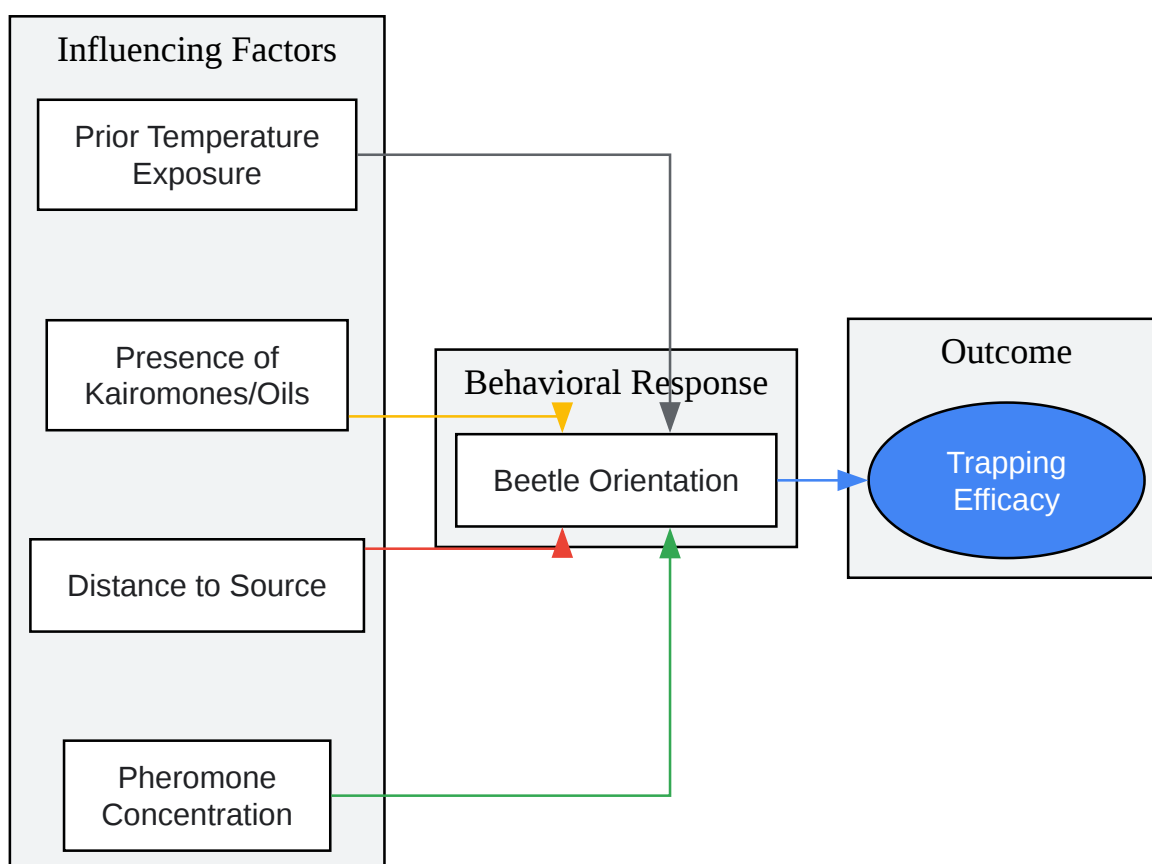 Influencing Factors
Prior Temperature
Exposure
Presence of
Kairomones/Oils
Distance to Source
Pheromone
Concentration
Behavioral Response
Beetle Orientation
Outcome
Trapping
Efficacy